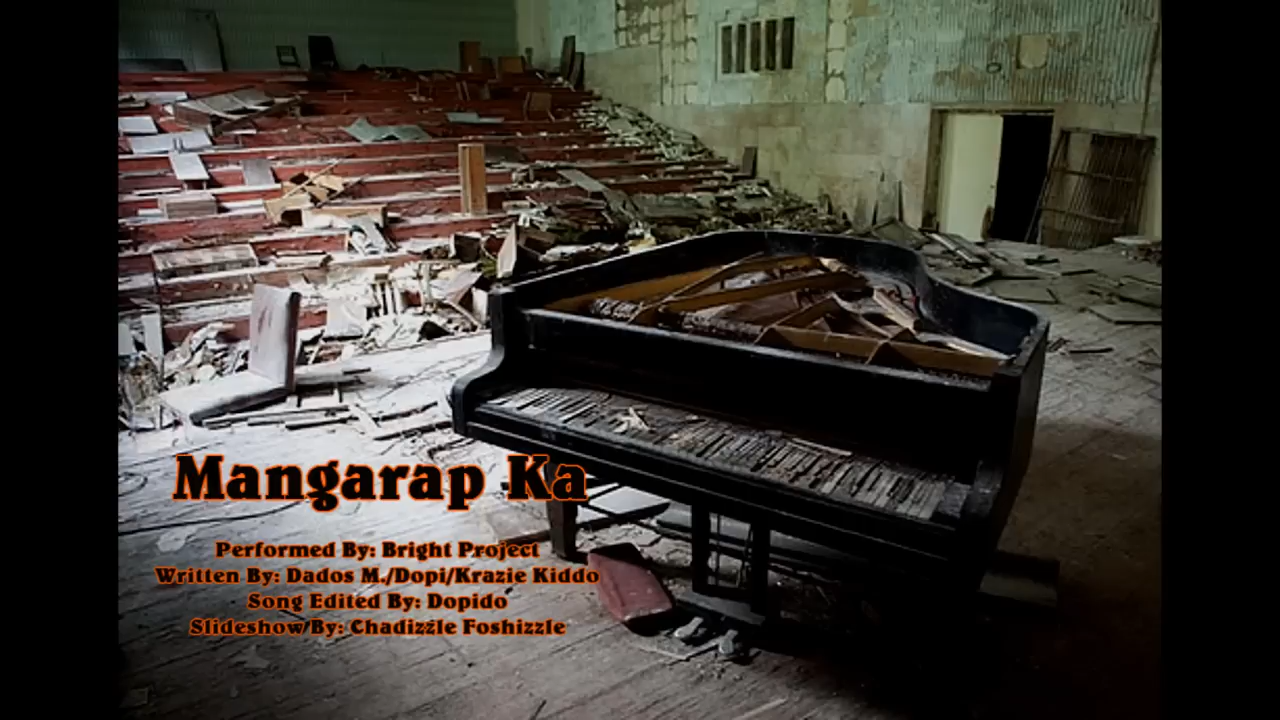 Mangarap Ka
Performed By: Bright Project
Written By: Dados M./Dopi/Krazie Kiddo
Song Edited By: Dopido
Slideshow By: Chadizzle Foshizzle